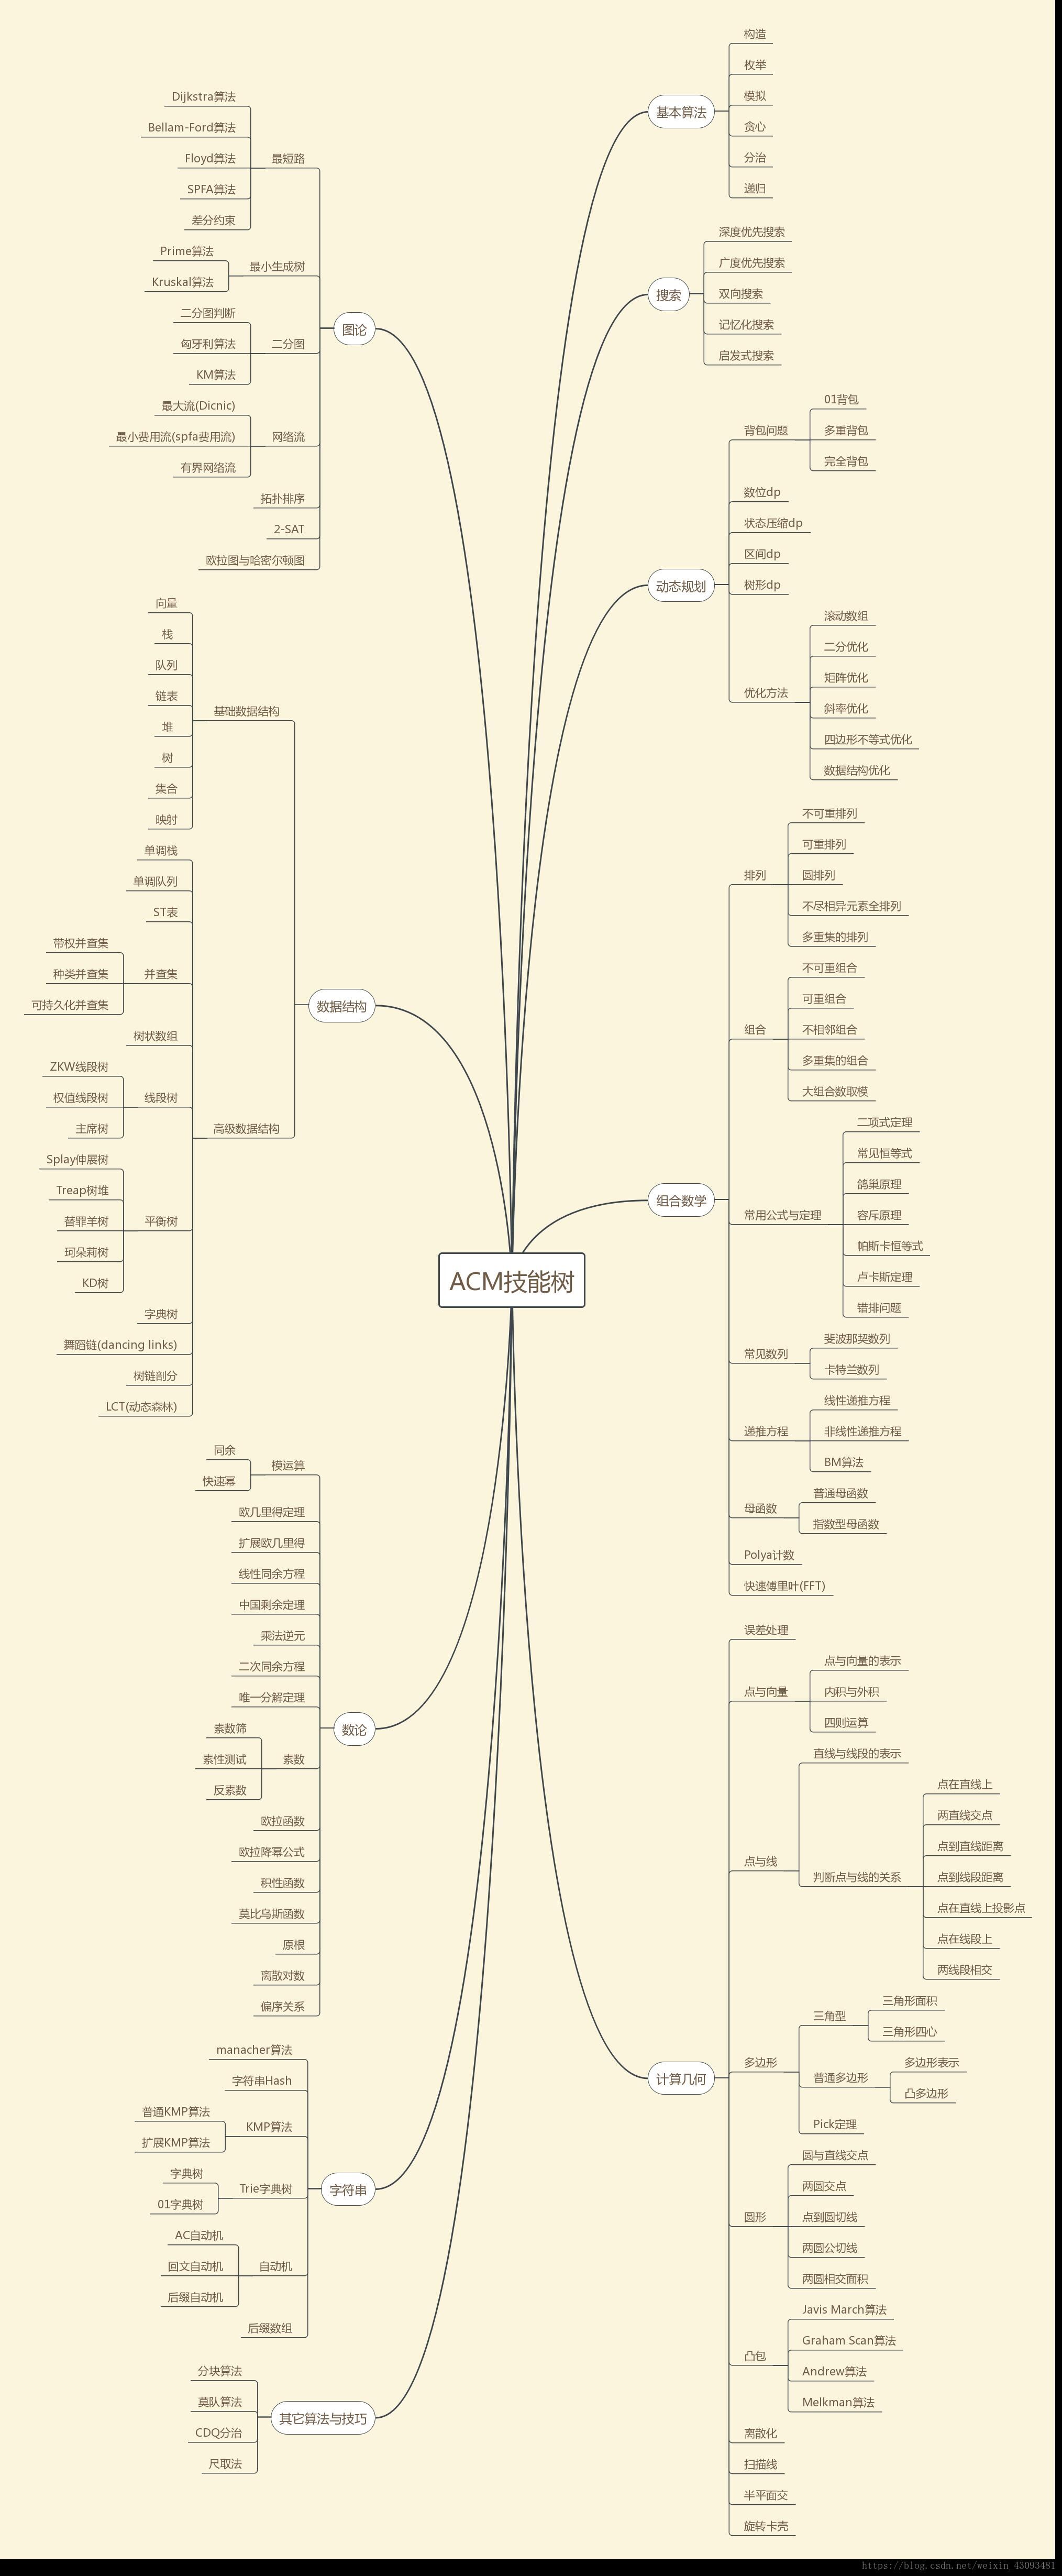 ACM技能树
基本算法
构造
枚举
模拟
贪心
分治
递归
搜索
深度优先搜索
广度优先搜索
双向搜索
记忆化搜索
启发式搜索
动态规划
背包问题
01背包
多重背包
完全背包
数位dp
状态压缩dp
区间dp
树形dp
优化方法
滚动数组
二分优化
矩阵优化
斜率优化
四边形不等式优化
数据结构优化
组合数学
排列
不可重排列
可重排列
圆排列
不尽相异元素全排列
多重集的排列
组合
不可重组合
可重组合
不相邻组合
多重集的组合
大组合数取模
常用公式与定理
二项式定理
常见恒等式
鸽巢原理
容斥原理
帕斯卡恒等式
卢卡斯定理
错排问题
常见数列
斐波那契数列
卡特兰数列
递推方程
线性递推方程
非线性递推方程
BM算法
母函数
普通母函数
指数型母函数
Polya计数
快速傅里叶(FFT)
计算几何
误差处理
点与向量
点与向量的表示
内积与外积
四则运算
点与线
直线与线段的表示
判断点与线的关系
点在直线上
两直线交点
点到直线距离
点到线段距离
点在直线上投影点
点在线段上
两线段相交
多边形
三角型
三角形面积
三角形四心
普通多边形
多边形表示
凸多边形
Pick定理
圆形
圆与直线交点
两圆交点
点到圆切线
两圆公切线
两圆相交面积
凸包
Javis March算法
Graham Scan算法
Andrew算法
Melkman算法
离散化
扫描线
半平面交
旋转卡壳
图论
最短路
Dijkstra算法
Bellam-Ford算法
Floyd算法
SPFA算法
差分约束
最小生成树
Prime算法
Kruskal算法
二分图
二分图判断
匈牙利算法
KM算法
网络流
最大流(Dicnic)
最小费用流(spfa费用流)
有界网络流
拓扑排序
2-SAT
欧拉图与哈密尔顿图
数据结构
基础数据结构
向量
栈
队列
链表
堆
树
集合
映射
高级数据结构
单调栈
单调队列
ST表
并查集
带权并查集
种类并查集
可持久化并查集
树状数组
线段树
ZKW线段树
权值线段树
主席树
平衡树
Splay伸展树
Treap树堆
替罪羊树
珂朵莉树
KD树
字典树
舞蹈链(dancing links)
树链剖分
LCT(动态森林)
数论
模运算
同余
快速幂
欧几里得定理
扩展欧几里得
线性同余方程
中国剩余定理
乘法逆元
二次同余方程
唯一分解定理
素数
素数筛
素性测试
反素数
欧拉函数
欧拉降幂公式
积性函数
莫比乌斯函数
原根
离散对数
偏序关系
字符串
manacher算法
字符串Hash
KMP算法
普通KMP算法
扩展KMP算法
Trie字典树
字典树
01字典树
自动机
AC自动机
回文自动机
后缀自动机
后缀数组
其它算法与技巧
分块算法
莫队算法
CDQ分治
尺取法
https://blog.csdn.net/weixin_43093481